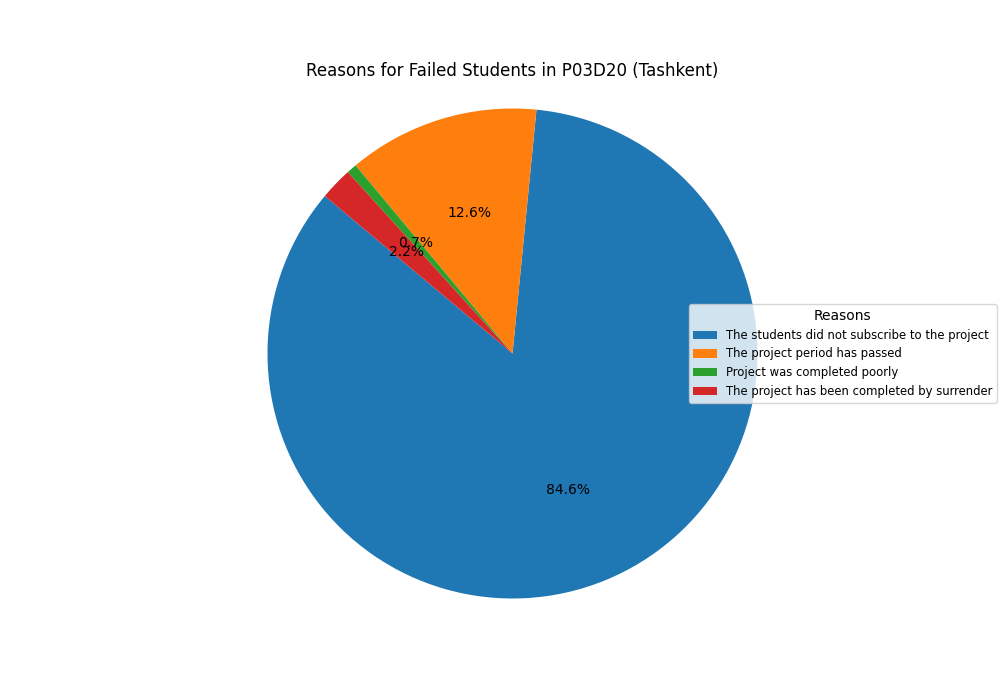 Reasons for Failed Students in P03D20 (Tashkent)
12.6%
0.7%
2.2%
84.6%
Reasons
The students did not subscribe to the project
The project period has passed
Project was completed poorly
The project has been completed by surrender